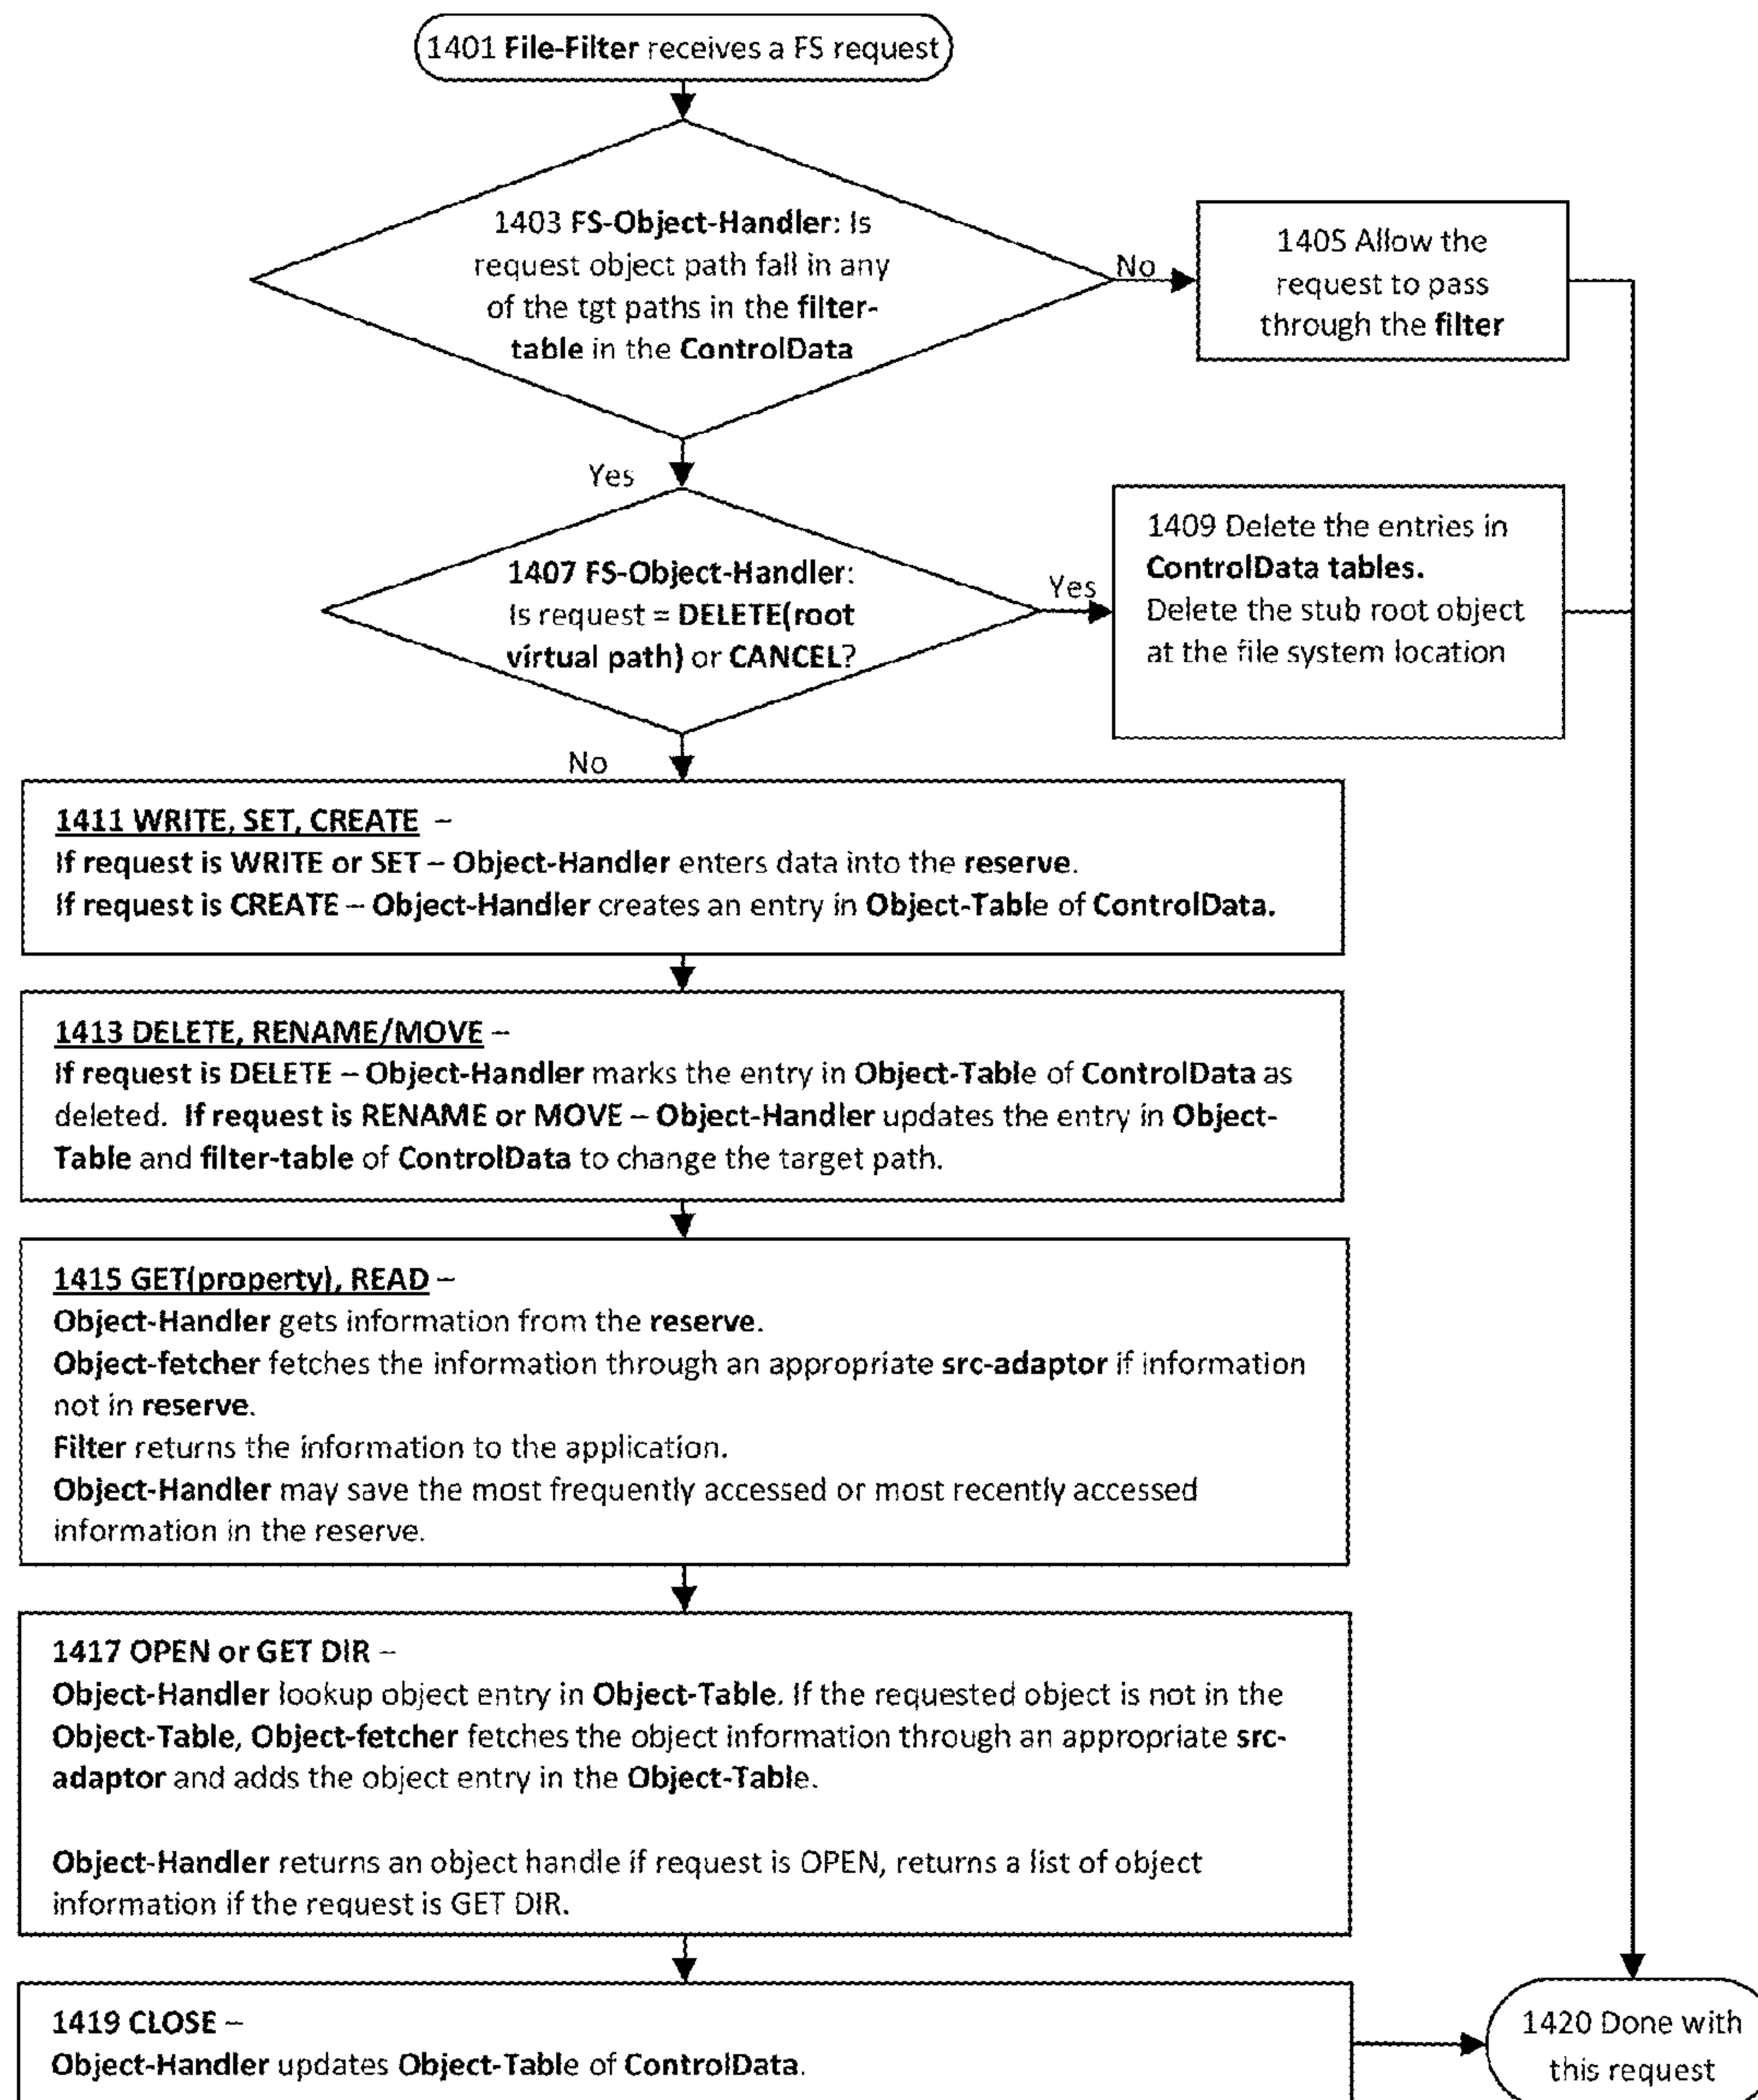 1401 File-Filter receives a FS request
1403 FS-Object-Handler: Is
request object path fall in any
of the tgt paths in the filter-
table in the ControlData
No
1405 Allow the
request to pass
through the filter
Yes
1407 FS-Object-Handler:
Is request = DELETE(root
virtual path) or CANCEL?
Yes
1409 Delete the entries in
ControlData tables.
Delete the stub root object
at the file system location
No
1411 WRITE, SET, CREATE –
If request is WRITE or SET – Object-Handler enters data into the reserve.
If request is CREATE – Object-Handler creates an entry in Object-Table of ControlData.
1413 DELETE, RENAME/MOVE –
If request is DELETE – Object-Handler marks the entry in Object-Table of ControlData as
deleted. If request is RENAME or MOVE – Object-Handler updates the entry in Object-
Table and filter-table of ControlData to change the target path.
1415 GET(property), READ –
Object-Handler gets information from the reserve.
Object-fetcher fetches the information through an appropriate src-adaptor if information
not in reserve.
Filter returns the information to the application.
Object-Handler may save the most frequently accessed or most recently accessed
information in the reserve.
1417 OPEN or GET DIR –
Object-Handler lookup object entry in Object-Table. If the requested object is not in the
Object-Table, Object-fetcher fetches the object information through an appropriate src-
adaptor and adds the object entry in the Object-Table.
Object-Handler returns an object handle if request is OPEN, returns a list of object
information if the request is GET DIR.
1419 CLOSE –
Object-Handler updates Object-Table of ControlData.
1420 Done with
this request